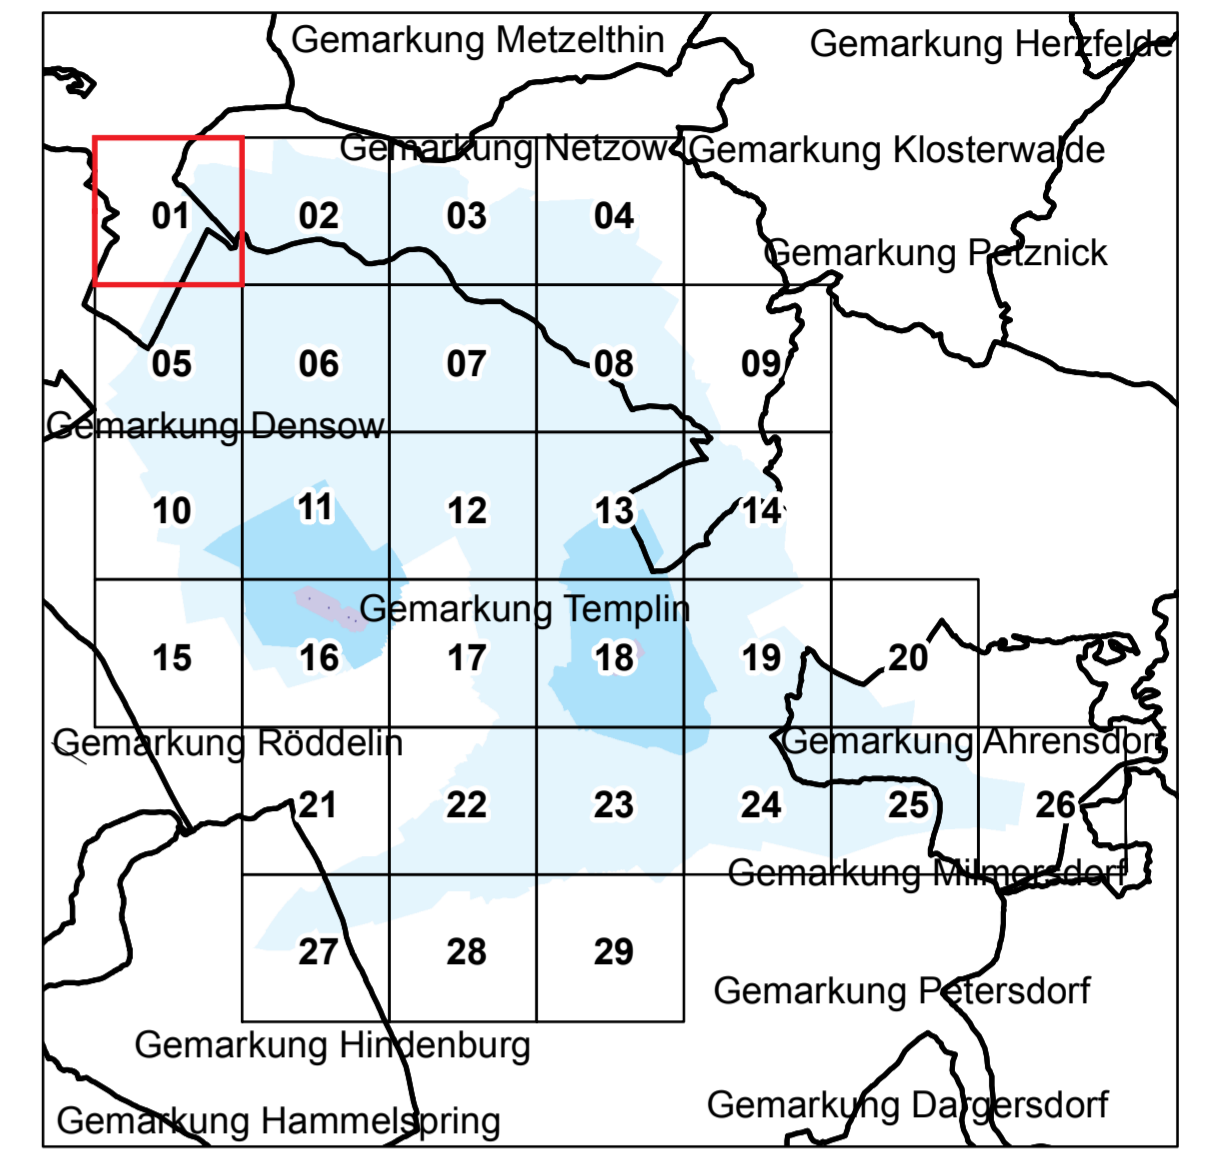 Gemarkung Metzelthin
Gemarkung Herzfelde
Gemarkung Netzow
Gemarkung Klosterwalde
01 02 03 04
Gemarkung Petznick
05 06 07 08 09
Gemarkung Densow
10 11 12 13 14
Gemarkung Templin
15 16 17 18 19 20
Gemarkung Röddelin
Gemarkung Ahrensdorf
21 22 23 24 25 26
Gemarkung Milmersdorf
27 28 29
Gemarkung Petersdorf
Gemarkung Hindenburg
Gemarkung Dargersdorf
Gemarkung Hammelspring